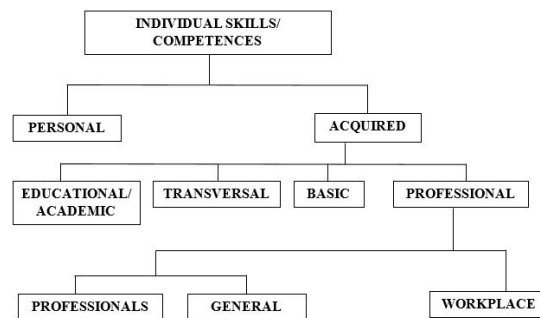 INDIVIDUAL SKILLS/
COMPETENCES
PERSONAL
ACQUIRED
EDUCATIONAL/
ACADEMIC
TRANSVERSAL
BASIC
PROFESSIONAL
PROFESSIONALS
GENERAL
WORKPLACE